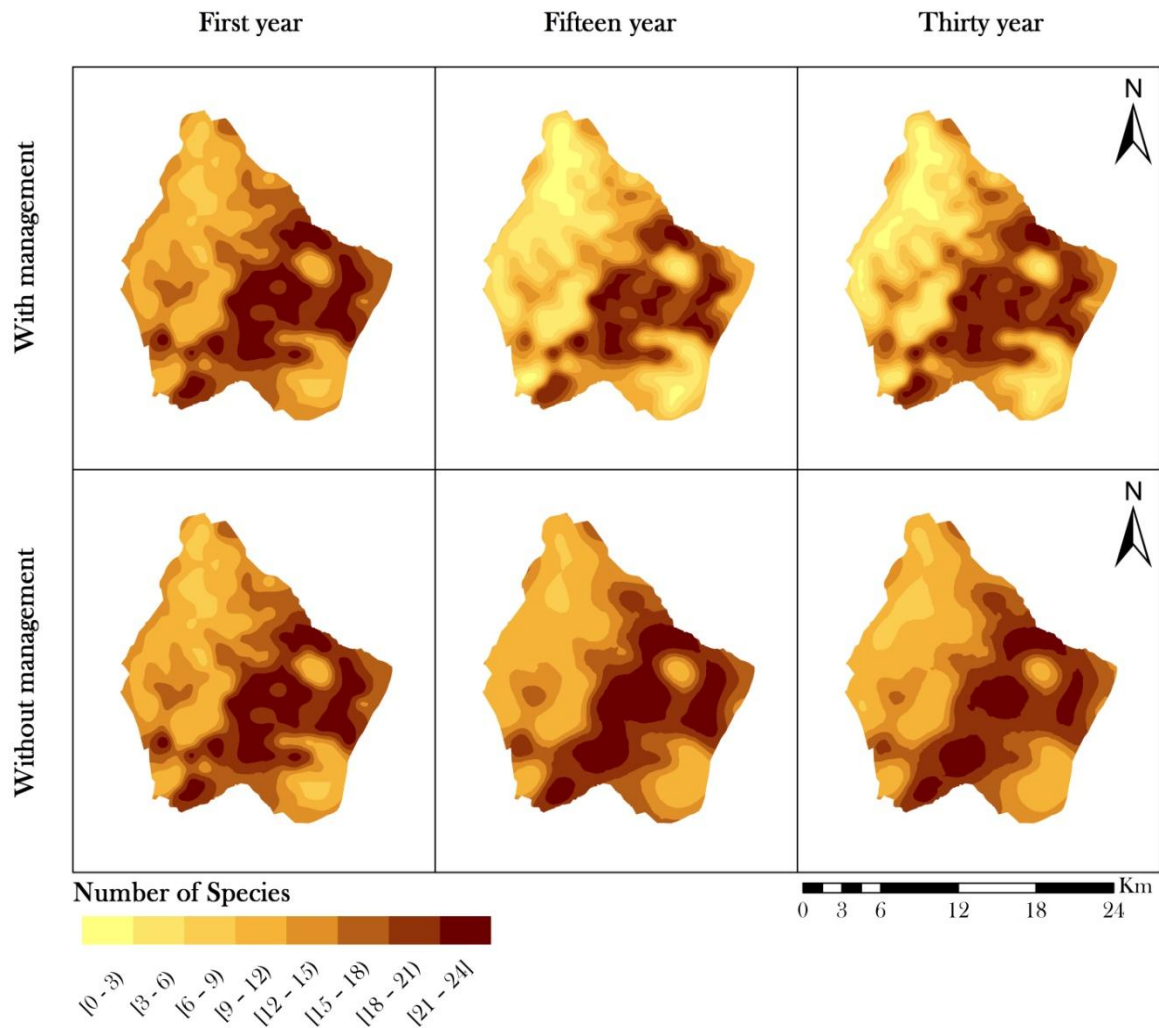 First year
Fifteen year
Thirty year
With management
N
Without management
N
Number of Species
[0 - 3)
[3 - 6)
[6 - 9)
[9 - 12)
[12 - 15)
[15 - 18)
[18 - 21)
[21 - 24]
Km
0 3 6 12 18 24